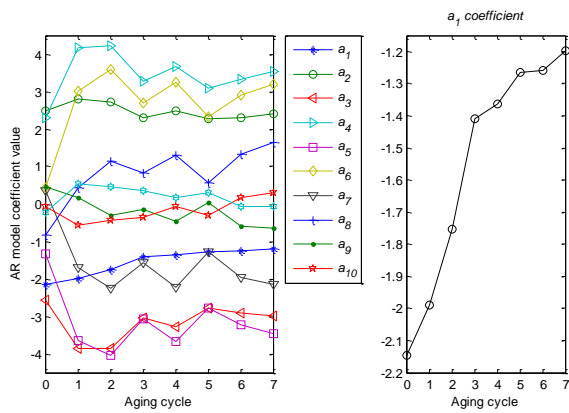 AR model coefficient value
4
3
2
1
0
-1
-2
-3
-4
0 1 2 3 4 5 6 7
Aging cycle
a1
a2
a3
a4
a5
a6
a7
a8
a9
a10
a1 coefficient
-1.2
-1.3
-1.4
-1.5
-1.6
-1.7
-1.8
-1.9
-2
-2.1
-2.2
0 1 2 3 4 5 6 7
Aging cycle